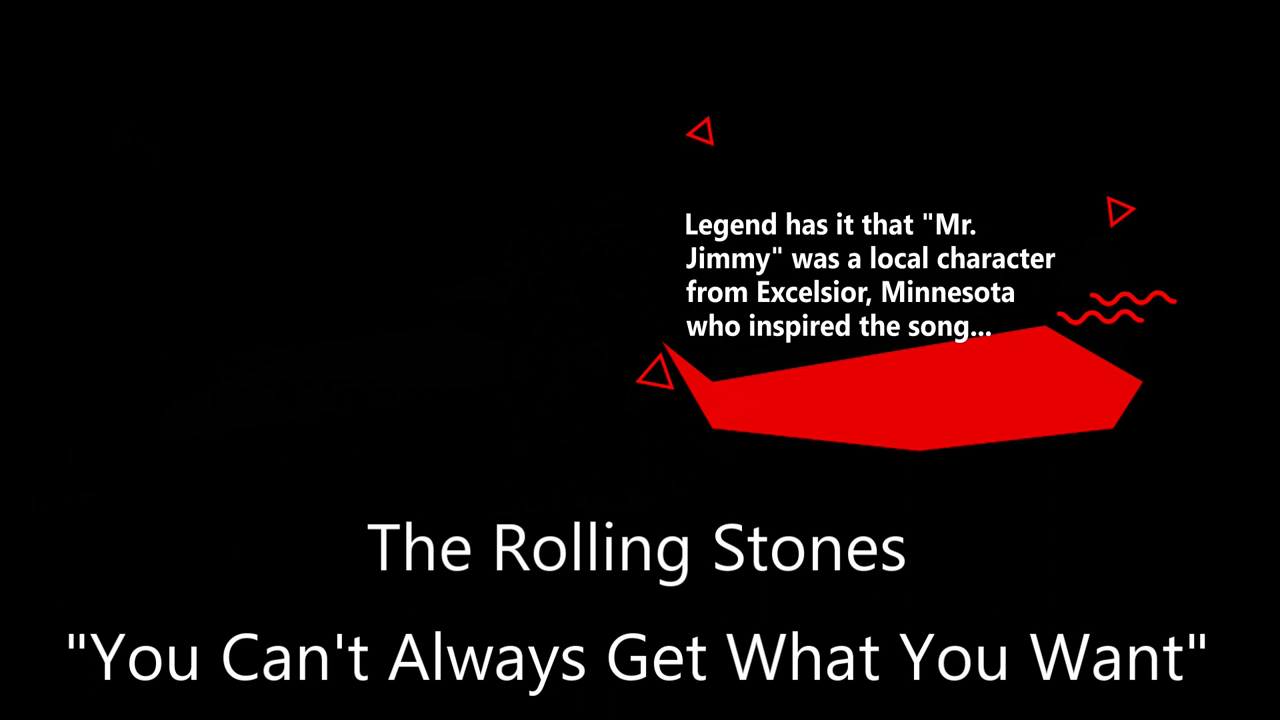 Legend has it that "Mr.
Jimmy" was a local character
from Excelsior, Minnesota
who inspired the song...
The Rolling Stones
"You Can't Always Get What You Want"